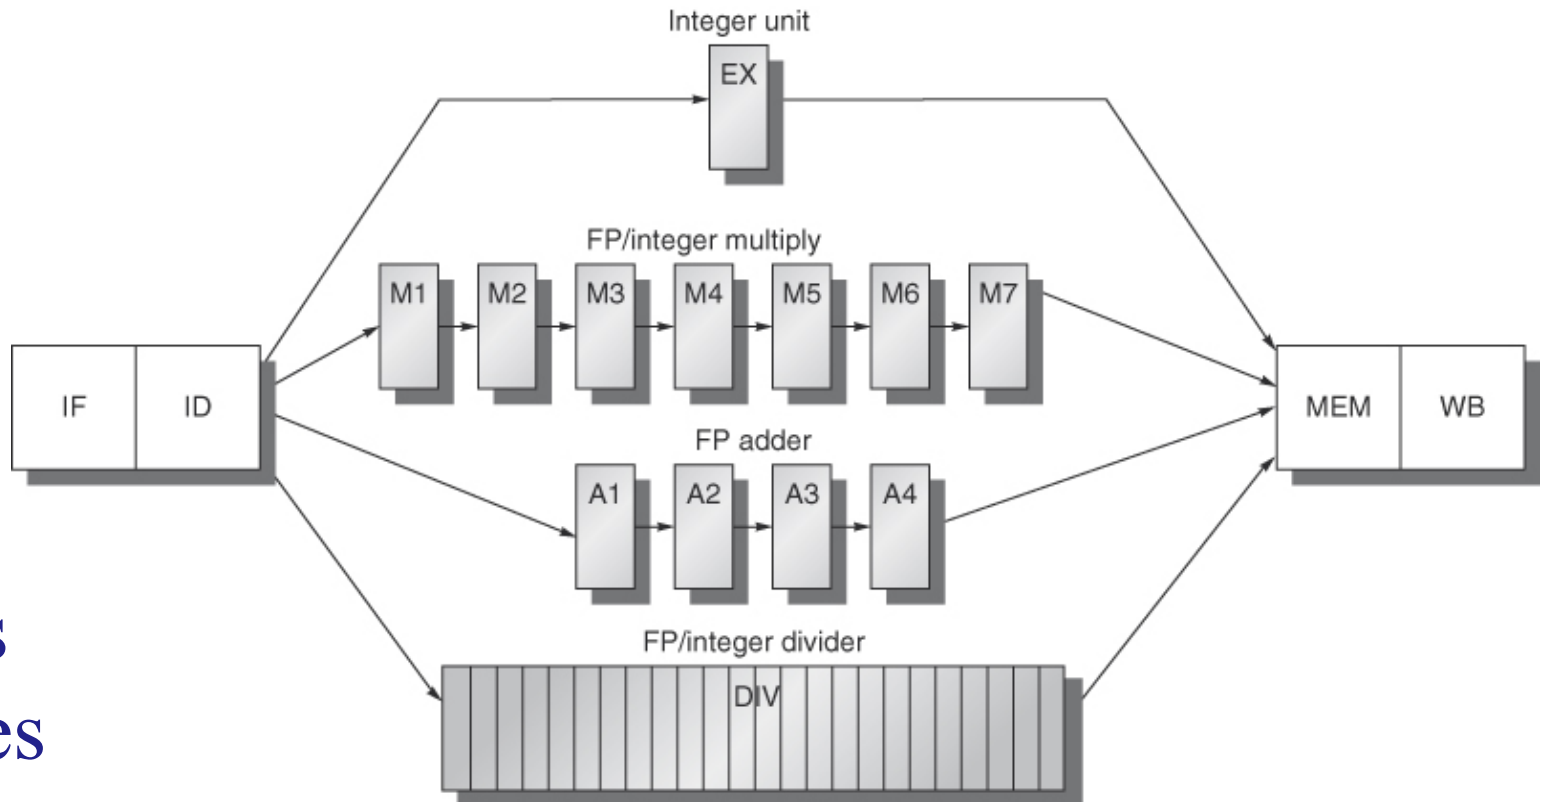 Integer unit
EX
FP/integer multiply
M1 M2 M3 M4 M5 M6 M7
IF ID
MEM WB
FP adder
A1 A2 A3 A4
s
FP/integer divider
DIV
es